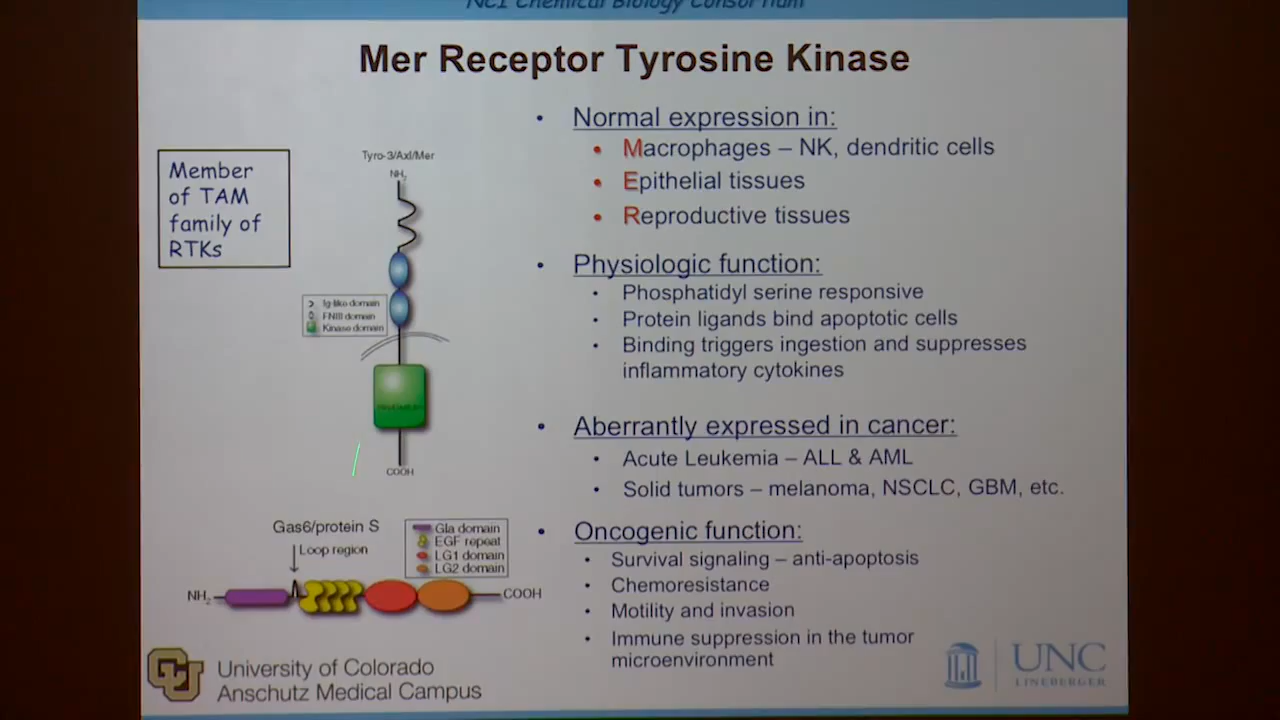 NCI Chemical Biology Consortium
Mer Receptor Tyrosine Kinase
Member
of TAM
family of
RTKs
Tyro-3/Axl/Mer
NH2
Ig-like domain
FNIII domain
Kinase domain
COOH
Gas6/protein S
Loop region
Gla domain
EGF repeat
LG1 domain
LG2 domain
NH2
COOH
• Normal expression in:
• Macrophages – NK, dendritic cells
• Epithelial tissues
• Reproductive tissues
• Physiologic function:
• Phosphatidyl serine responsive
• Protein ligands bind apoptotic cells
• Binding triggers ingestion and suppresses
inflammatory cytokines
• Aberrantly expressed in cancer:
• Acute Leukemia – ALL & AML
• Solid tumors – melanoma, NSCLC, GBM, etc.
• Oncogenic function:
• Survival signaling – anti-apoptosis
• Chemoresistance
• Motility and invasion
• Immune suppression in the tumor
microenvironment
CU
University of Colorado
Anschutz Medical Campus
UNC
LINEBERGER